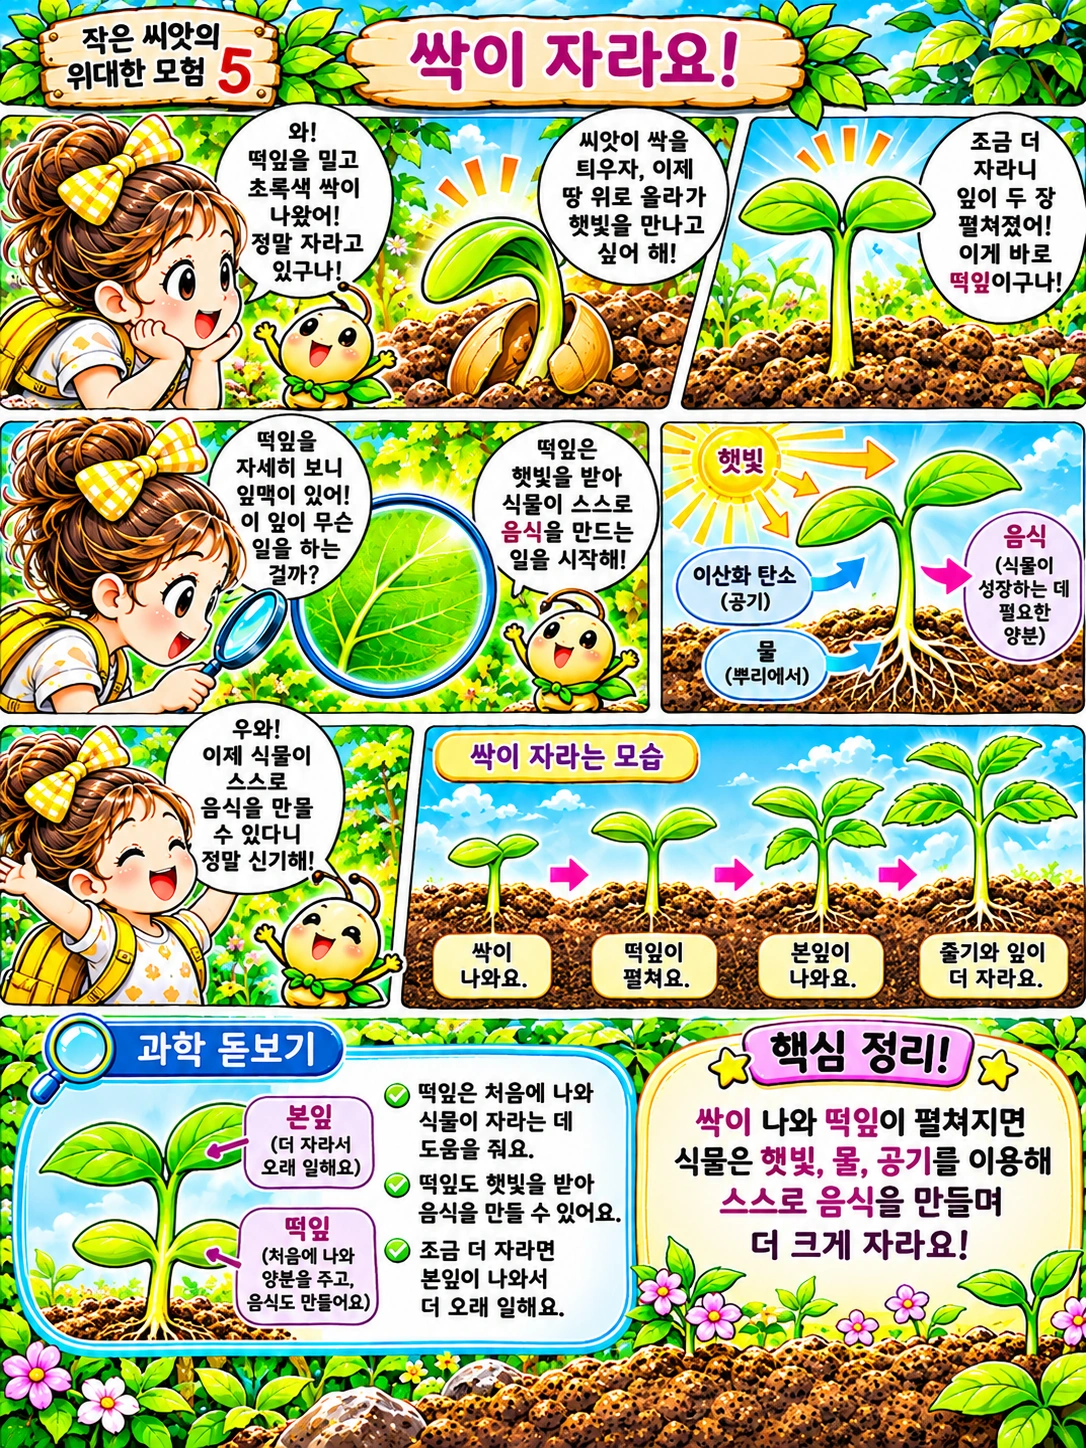 작은 씨앗의
위대한 모험 5
싹이 자라요!
와!
떡잎을 밀고
초록색 싹이
나왔어!
정말 자라고
있구나!
씨앗이 싹을
틔우자, 이제
땅 위로 올라가
햇빛을 만나고
싶어 해!
조금 더
자라니
잎이 두 장
펼쳐졌어!
이게 바로
떡잎이구나!
떡잎을
자세히 보니
잎맥이 있어!
이 잎이 무슨
일을 하는
걸까?
떡잎은
햇빛을 받아
식물이 스스로
음식을 만드는
일을 시작해!
햇빛
이산화 탄소
(공기)
물
(뿌리에서)
음식
(식물이
성장하는 데
필요한
양분)
우와!
이제 식물이
스스로
음식을 만들
수 있다니
정말 신기해!
싹이 자라는 모습
싹이
나와요.
떡잎이
펼쳐요.
본잎이
나와요.
줄기와 잎이
더 자라요.
과학 돋보기
본잎
(더 자라서
오래 일해요)
떡잎
(처음에 나와
양분을 주고,
음식도 만들어요)
떡잎은 처음에 나와
식물이 자라는 데
도움을 줘요.
떡잎도 햇빛을 받아
음식을 만들 수 있어요.
조금 더 자라면
본잎이 나와서
더 오래 일해요.
핵심 정리!
싹이 나와 떡잎이 펼쳐지면
식물은 햇빛, 물, 공기를 이용해
스스로 음식을 만들며
더 크게 자라요!